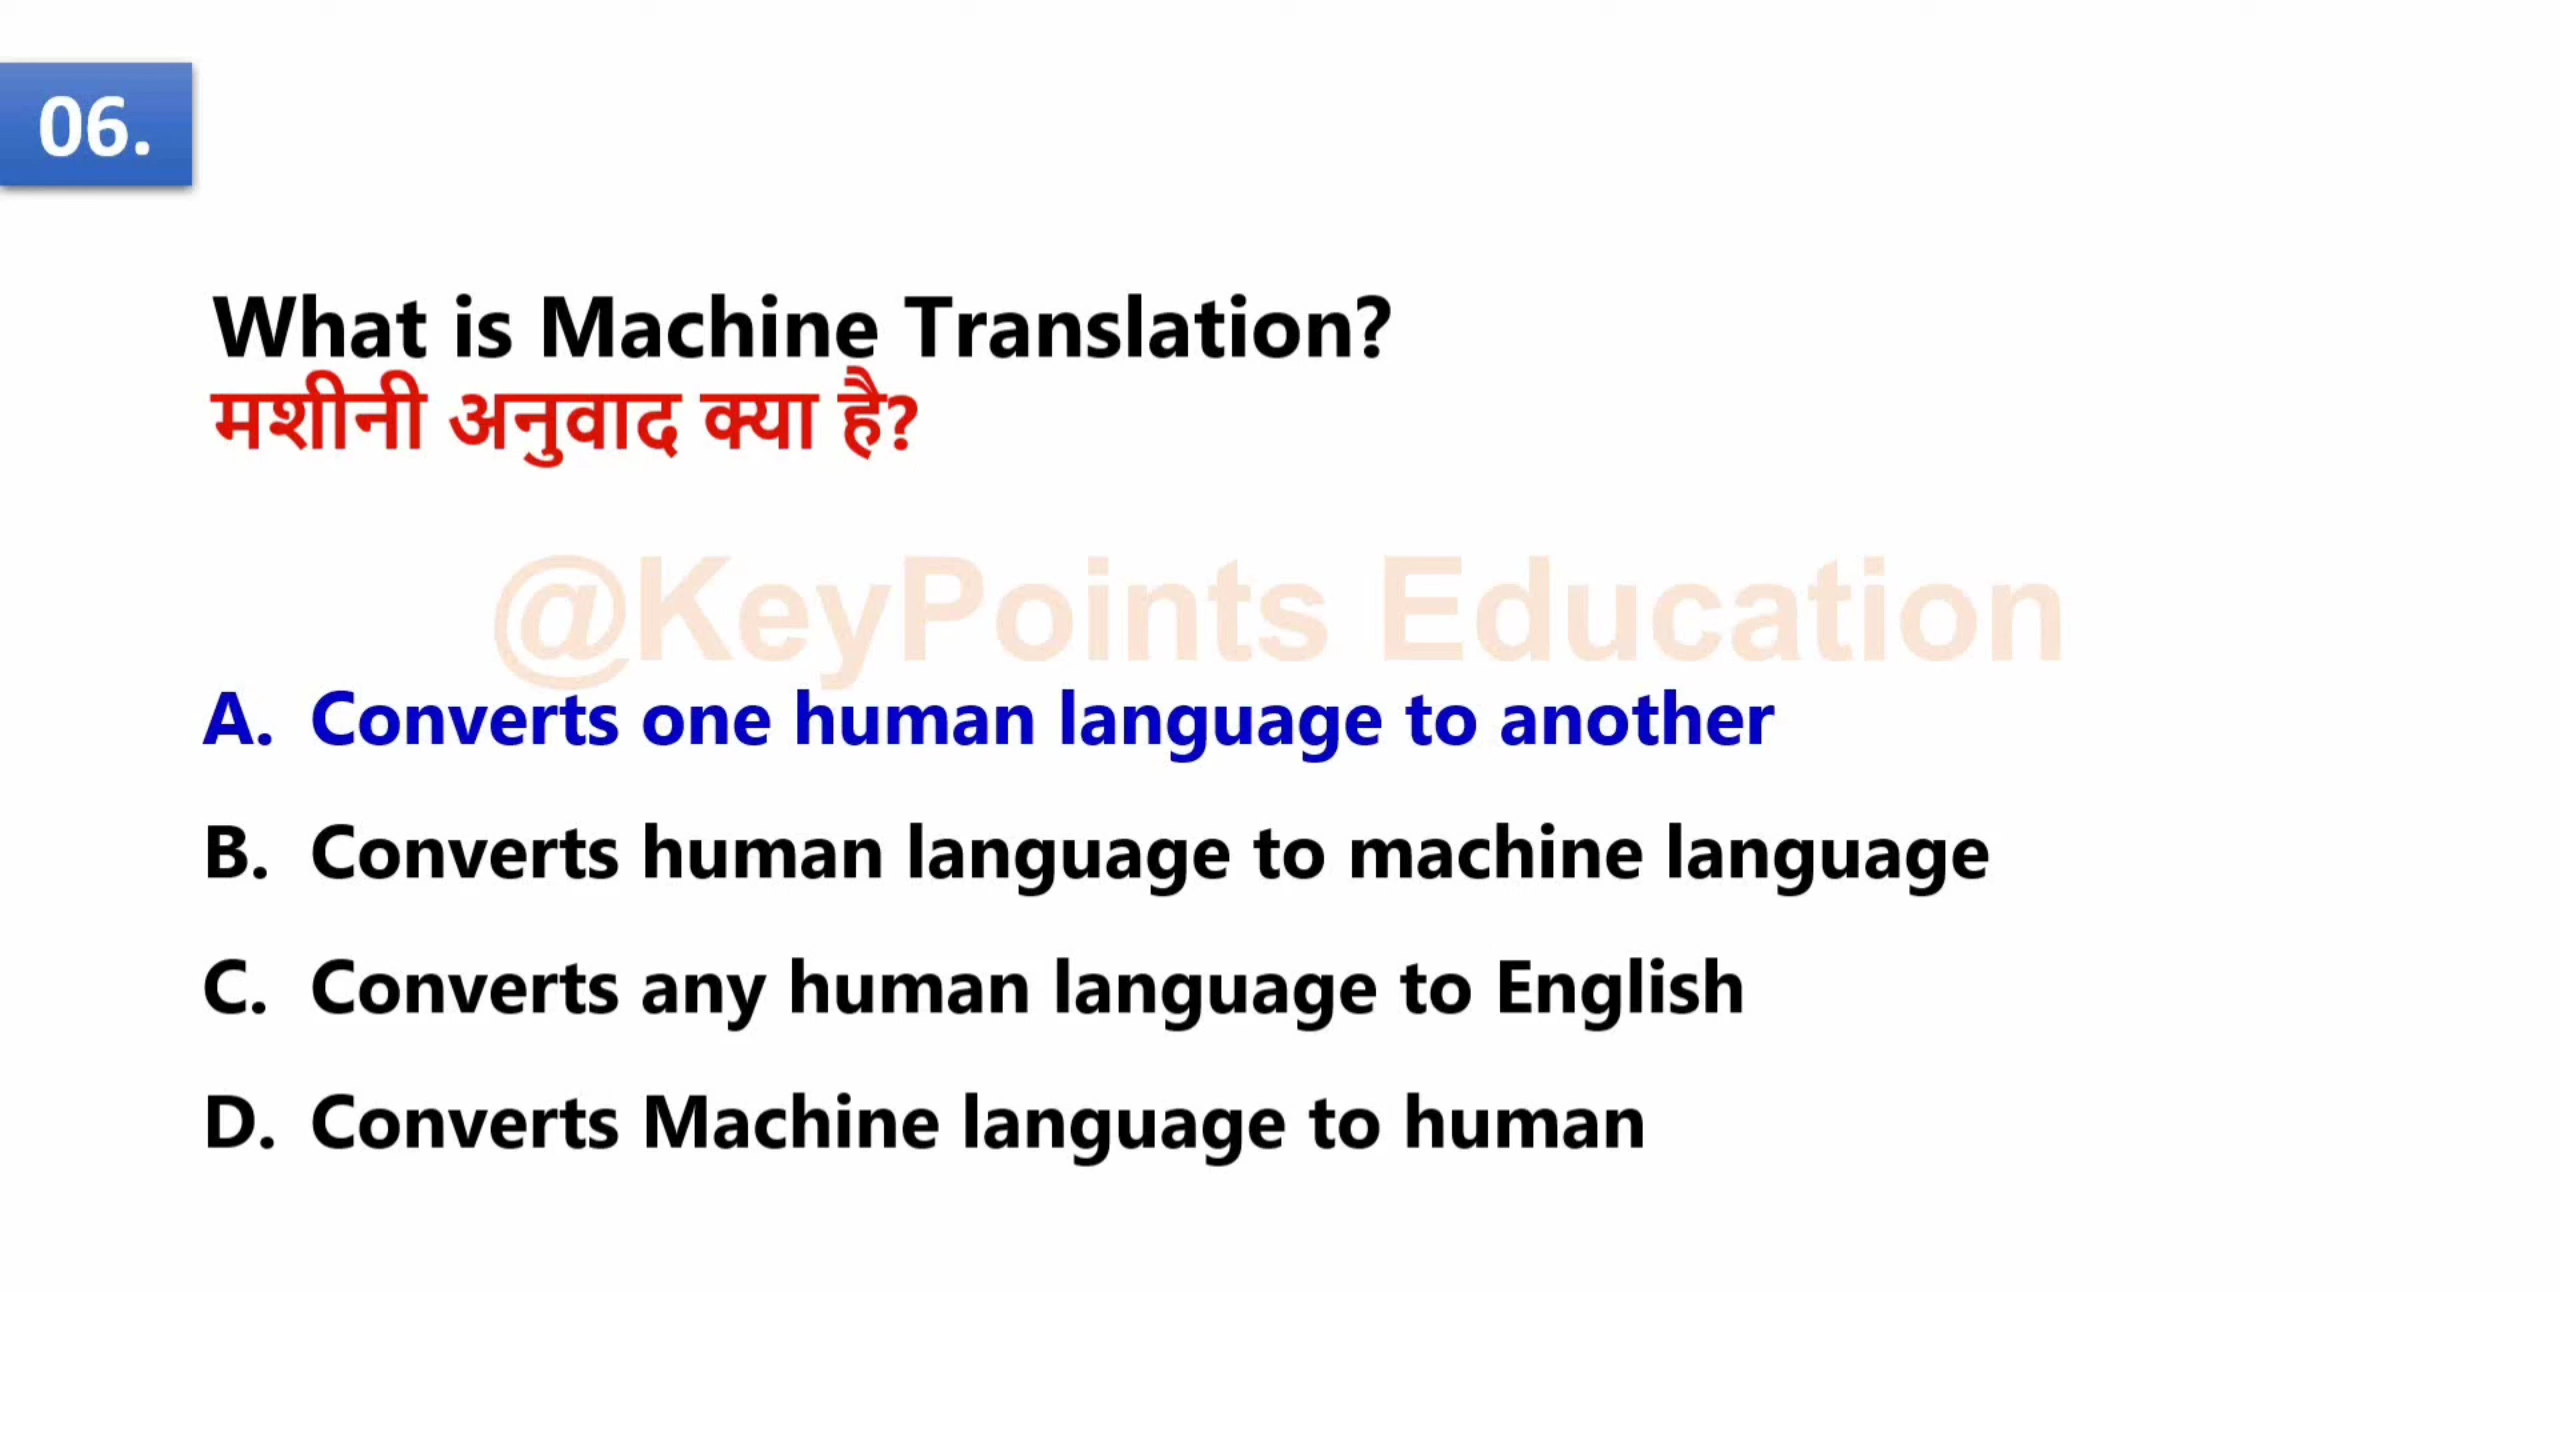 06.
What is Machine Translation?
मशीनी अनुवाद क्या है?
@KeyPoints Education
A. Converts one human language to another
B. Converts human language to machine language
C. Converts any human language to English
D. Converts Machine language to human